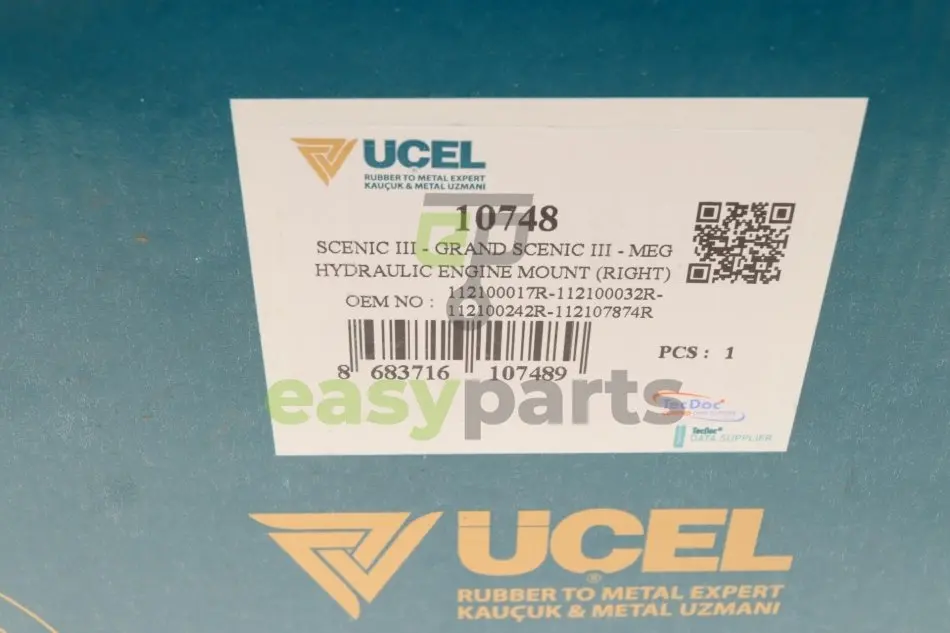 UCEL
®
RUBBER TO METAL EXPERT
KAUÇUK & METAL UZMANI
10748
SCENIC III - GRAND SCENIC III - MEG
HYDRAULIC ENGINE MOUNT (RIGHT)
OEM NO : 112100017R-112100032R-
112100242R-112107874R
8 683716 107489
PCS : 1
easyparts
TecDoc
TecDoc®
DATA SUPPLIER
UCEL
®
RUBBER TO METAL EXPERT
KAUÇUK & METAL UZMANI